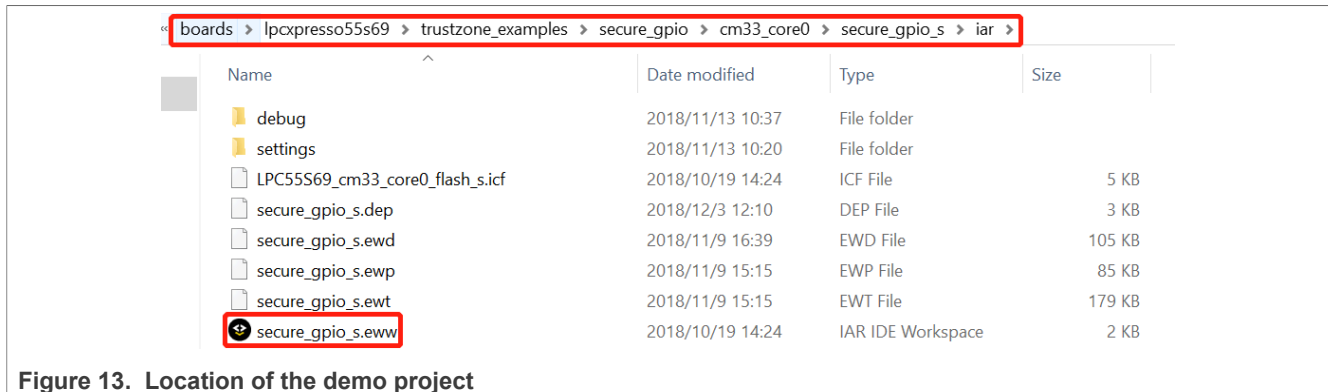 « boards > lpcxpresso55s69 > trustzone_examples > secure_gpio > cm33_core0 > secure_gpio_s > iar >
Name Date modified Type Size
debug 2018/11/13 10:37 File folder
settings 2018/11/13 10:20 File folder
LPC55S69_cm33_core0_flash_s.icf 2018/10/19 14:24 ICF File 5 KB
secure_gpio_s.dep 2018/12/3 12:10 DEP File 3 KB
secure_gpio_s.ewd 2018/11/9 16:39 EWD File 105 KB
secure_gpio_s.ewp 2018/11/9 15:15 EWP File 85 KB
secure_gpio_s.ewt 2018/11/9 15:15 EWT File 179 KB
secure_gpio_s.eww 2018/10/19 14:24 IAR IDE Workspace 2 KB
Figure 13. Location of the demo project